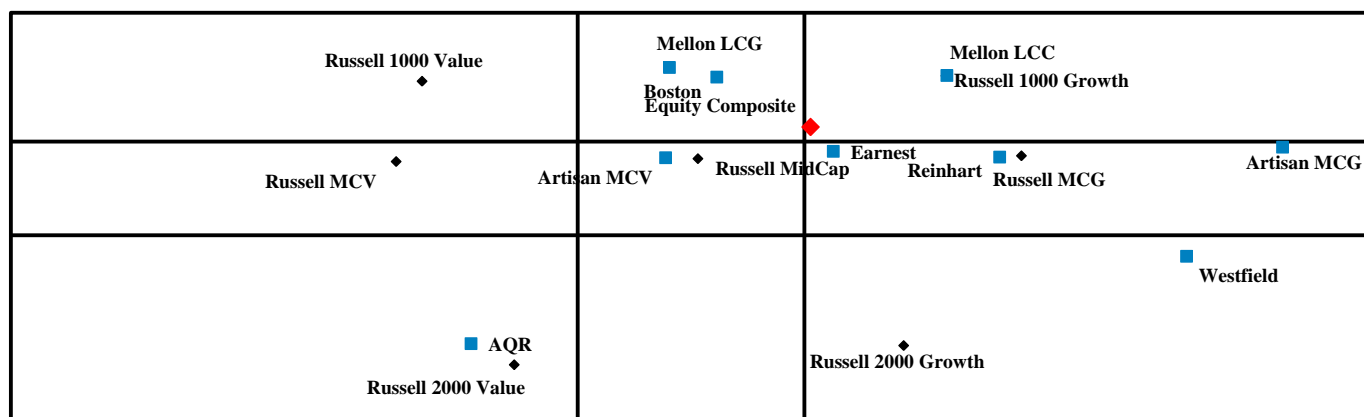 Mellon LCG
Mellon LCC
Russell 1000 Value
Russell 1000 Growth
Boston
Equity Composite
Earnest
Artisan MCG
Russell MidCap
Reinhart
Artisan MCV
Russell MCG
Russell MCV
Westfield
AQR
Russell 2000 Growth
Russell 2000 Value